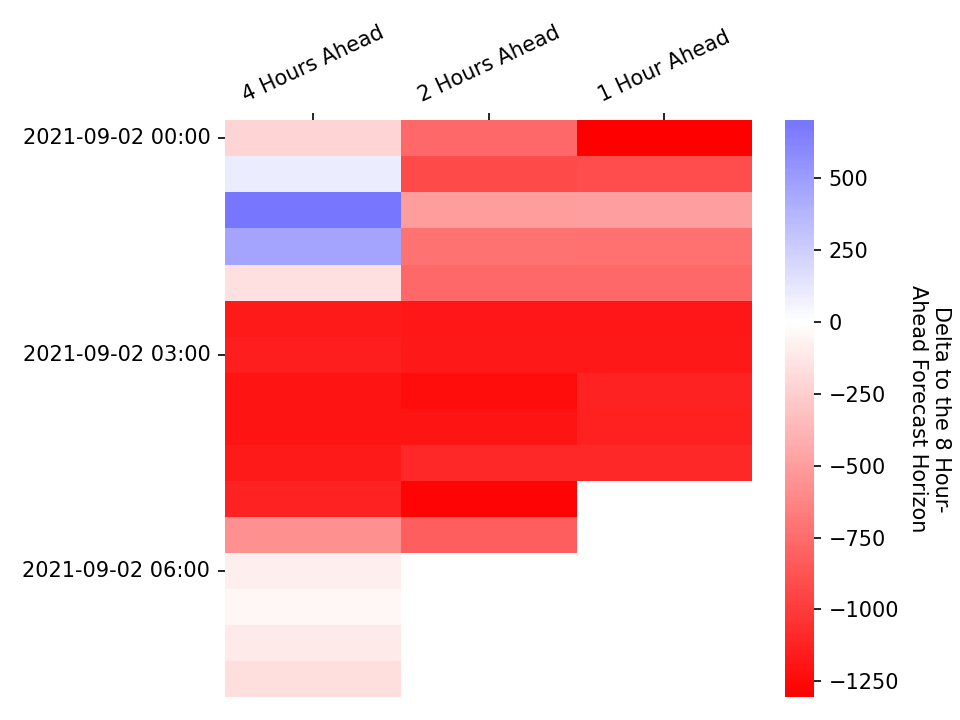 4 Hours Ahead
2 Hours Ahead
1 Hour Ahead
2021-09-02 00:00
2021-09-02 03:00
2021-09-02 06:00
500
250
0
−250
−500
−750
−1000
−1250
Delta to the 8 Hour-
Ahead Forecast Horizon